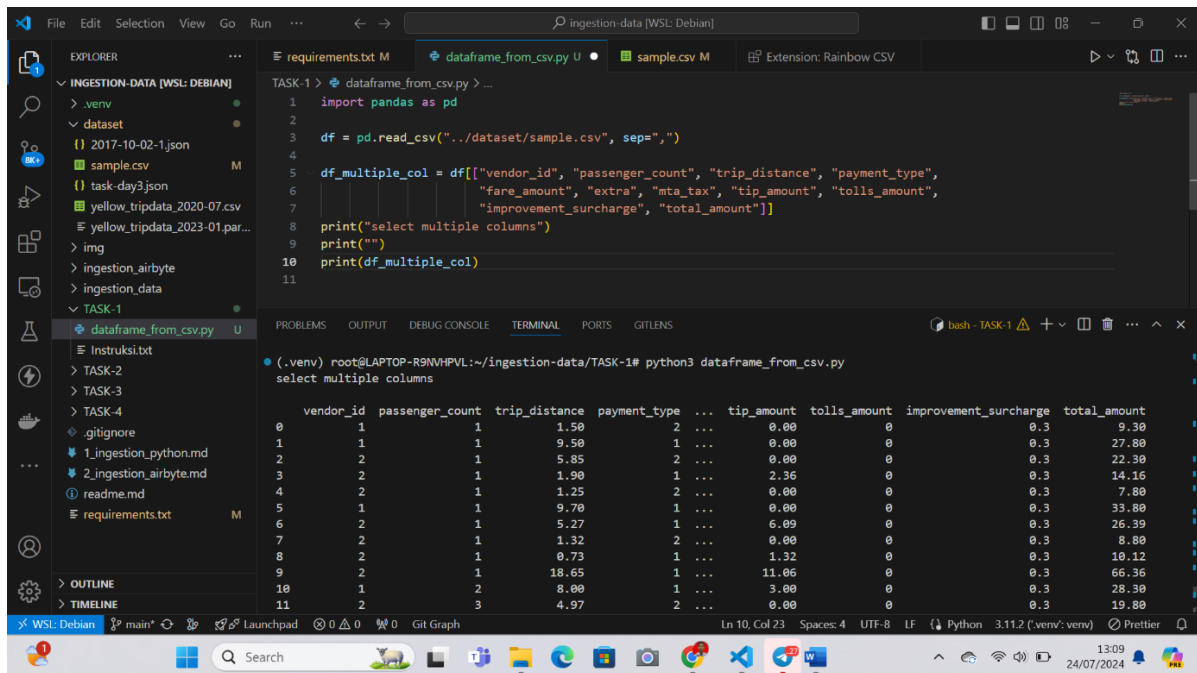 File Edit Selection View Go Run ...
ingestion-data [WSL: Debian]
EXPLORER
INGESTION-DATA [WSL: DEBIAN]
.venv
dataset
2017-10-02-1.json
sample.csv M
task-day3.json
yellow_tripdata_2020-07.csv
yellow_tripdata_2023-01.par...
img
ingestion_airbyte
ingestion_data
TASK-1
dataframe_from_csv.py U
Instruksi.txt
TASK-2
TASK-3
TASK-4
.gitignore
1_ingestion_python.md
2_ingestion_airbyte.md
readme.md
requirements.txt M
OUTLINE
TIMELINE
1
8K+
requirements.txt M dataframe_from_csv.py U sample.csv M Extension: Rainbow CSV
TASK-1 > dataframe_from_csv.py > ...
1 import pandas as pd
2
3 df = pd.read_csv("../dataset/sample.csv", sep=",")
4
5 df_multiple_col = df[["vendor_id", "passenger_count", "trip_distance", "payment_type",
6 "fare_amount", "extra", "mta_tax", "tip_amount", "tolls_amount",
7 "improvement_surcharge", "total_amount"]]
8 print("select multiple columns")
9 print("")
10 print(df_multiple_col)
11
PROBLEMS OUTPUT DEBUG CONSOLE TERMINAL PORTS GITLENS
bash - TASK-1
(.venv) root@LAPTOP-R9NVHPVL:~/ingestion-data/TASK-1# python3 dataframe_from_csv.py
select multiple columns
vendor_id passenger_count trip_distance payment_type ... tip_amount tolls_amount improvement_surcharge total_amount
0 1 1 1.50 2 ... 0.00 0 0.3 9.30
1 1 1 9.50 1 ... 0.00 0 0.3 27.80
2 2 1 5.85 2 ... 0.00 0 0.3 22.30
3 2 1 1.90 1 ... 2.36 0 0.3 14.16
4 2 1 1.25 2 ... 0.00 0 0.3 7.80
5 1 1 9.70 1 ... 0.00 0 0.3 33.80
6 2 1 5.27 1 ... 6.09 0 0.3 26.39
7 2 1 1.32 2 ... 0.00 0 0.3 8.80
8 2 1 0.73 1 ... 1.32 0 0.3 10.12
9 2 1 18.65 1 ... 11.06 0 0.3 66.36
10 1 2 8.00 1 ... 3.00 0 0.3 28.30
11 2 3 4.97 2 ... 0.00 0 0.3 19.80
WSL: Debian main* Launchpad 0 0 0 Git Graph Ln 10, Col 23 Spaces: 4 UTF-8 LF Python 3.11.2 ('.venv': venv) Prettier
1
Search
27
13:09
24/07/2024
PRE